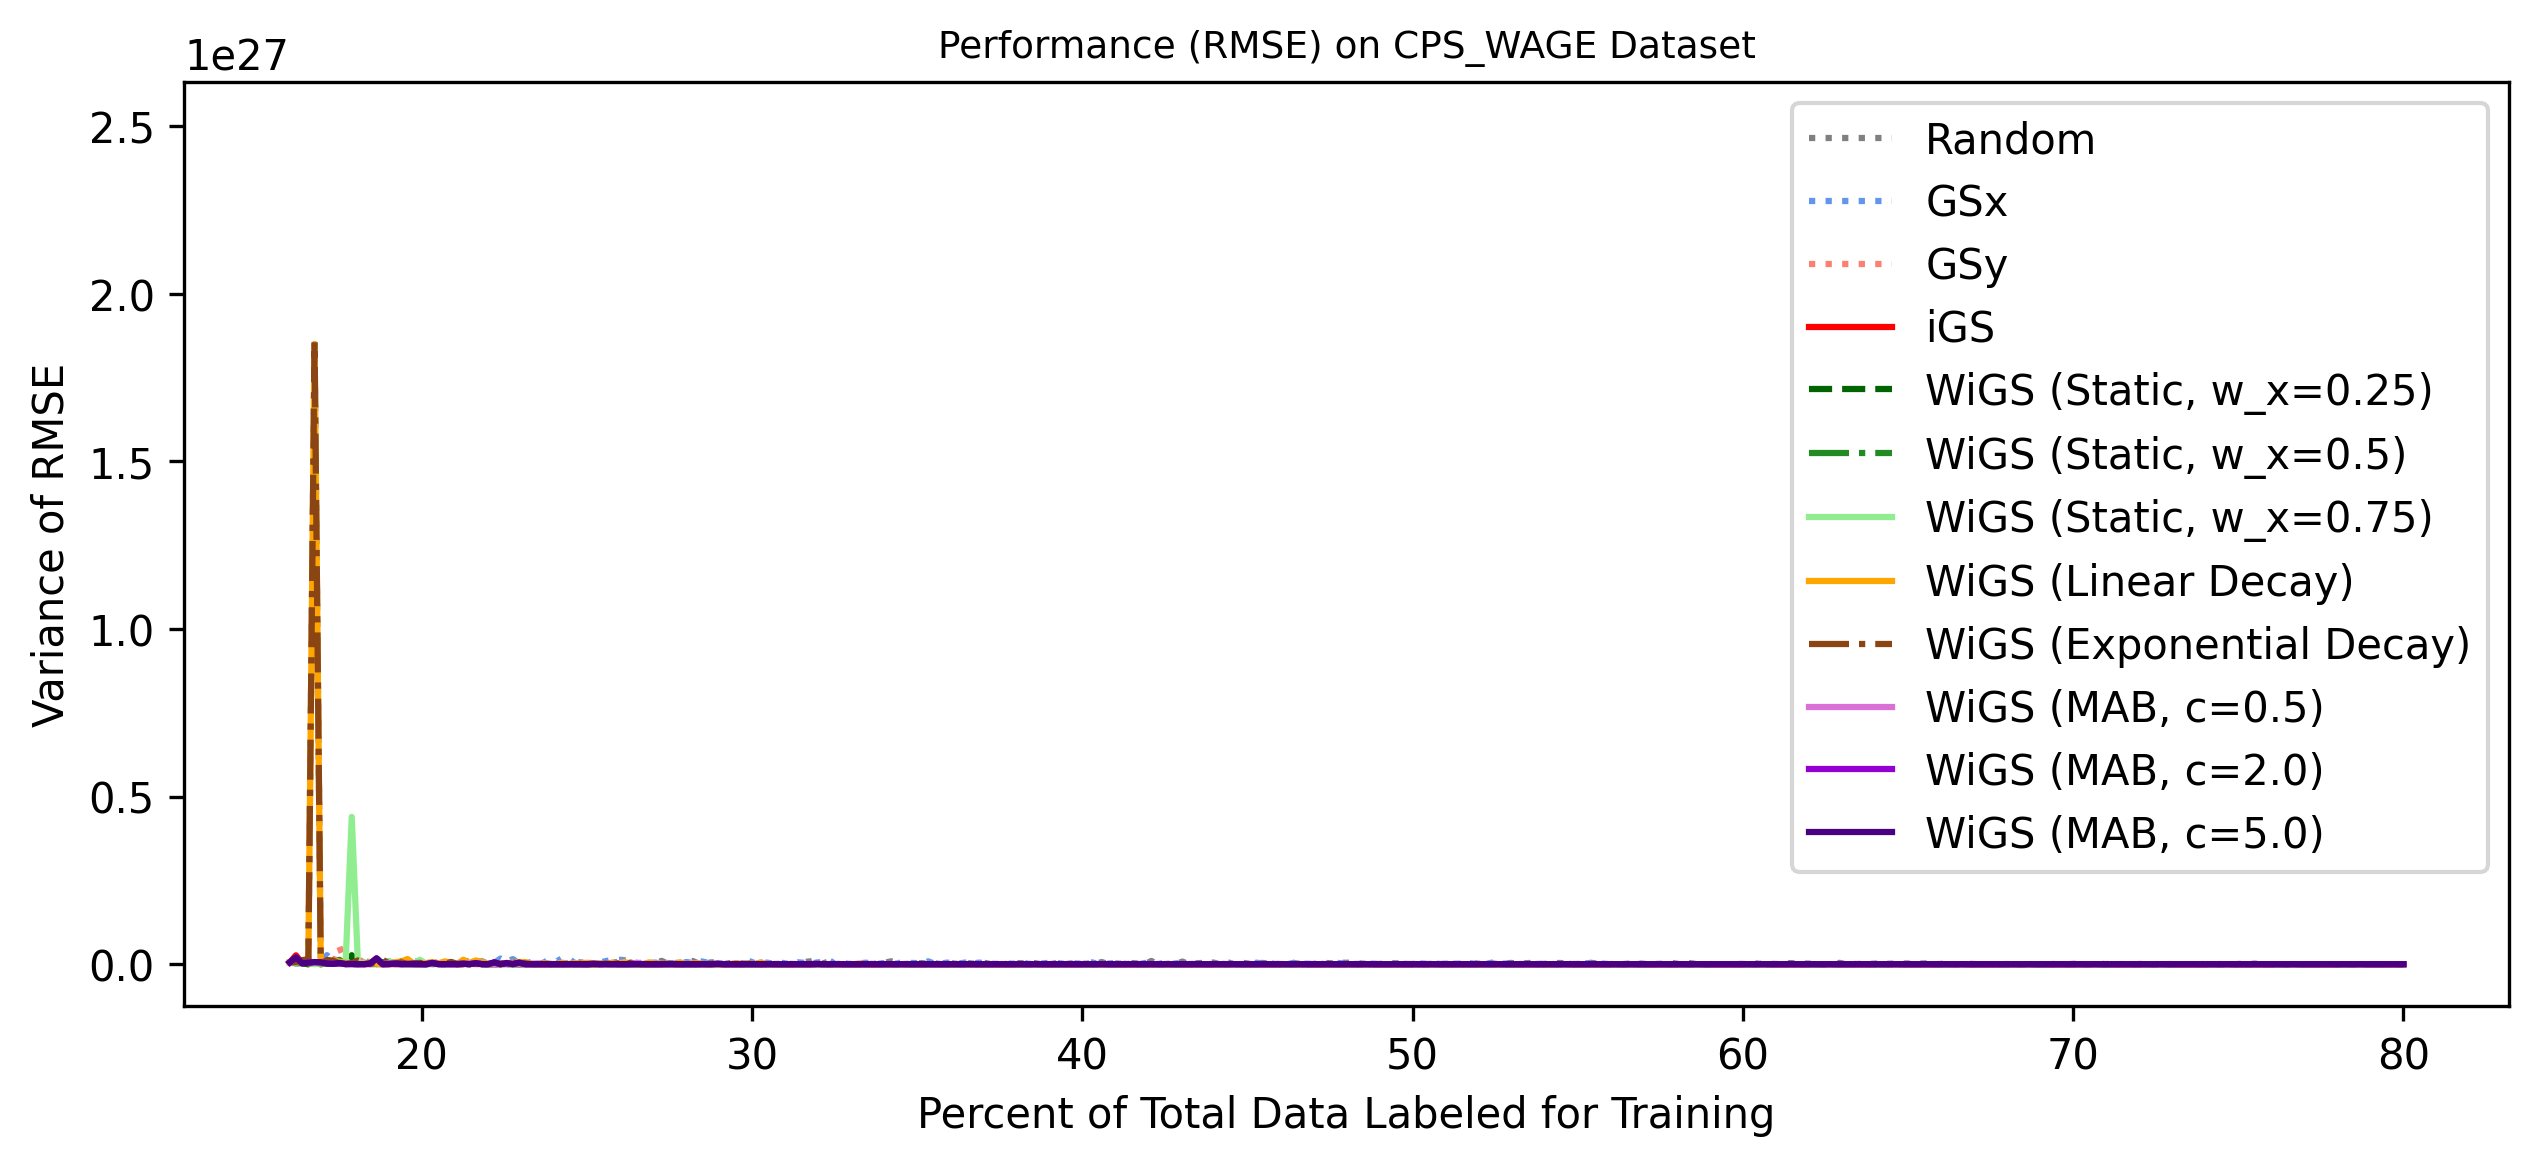 Performance (RMSE) on CPS_WAGE Dataset
1e27
2.5
2.0
1.5
1.0
0.5
0.0
Variance of RMSE
20 30 40 50 60 70 80
Percent of Total Data Labeled for Training
Random
GSx
GSy
iGS
WiGS (Static, w_x=0.25)
WiGS (Static, w_x=0.5)
WiGS (Static, w_x=0.75)
WiGS (Linear Decay)
WiGS (Exponential Decay)
WiGS (MAB, c=0.5)
WiGS (MAB, c=2.0)
WiGS (MAB, c=5.0)